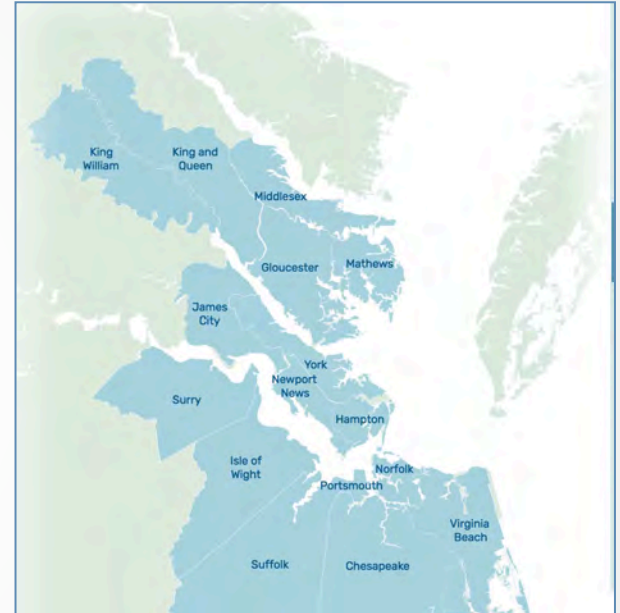 King
William
King and
Queen
Middlesex
Gloucester
Mathews
James
City
York
Newport
News
Surry
Hampton
Isle of
Wight
Norfolk
Portsmouth
Virginia
Beach
Suffolk
Chesapeake